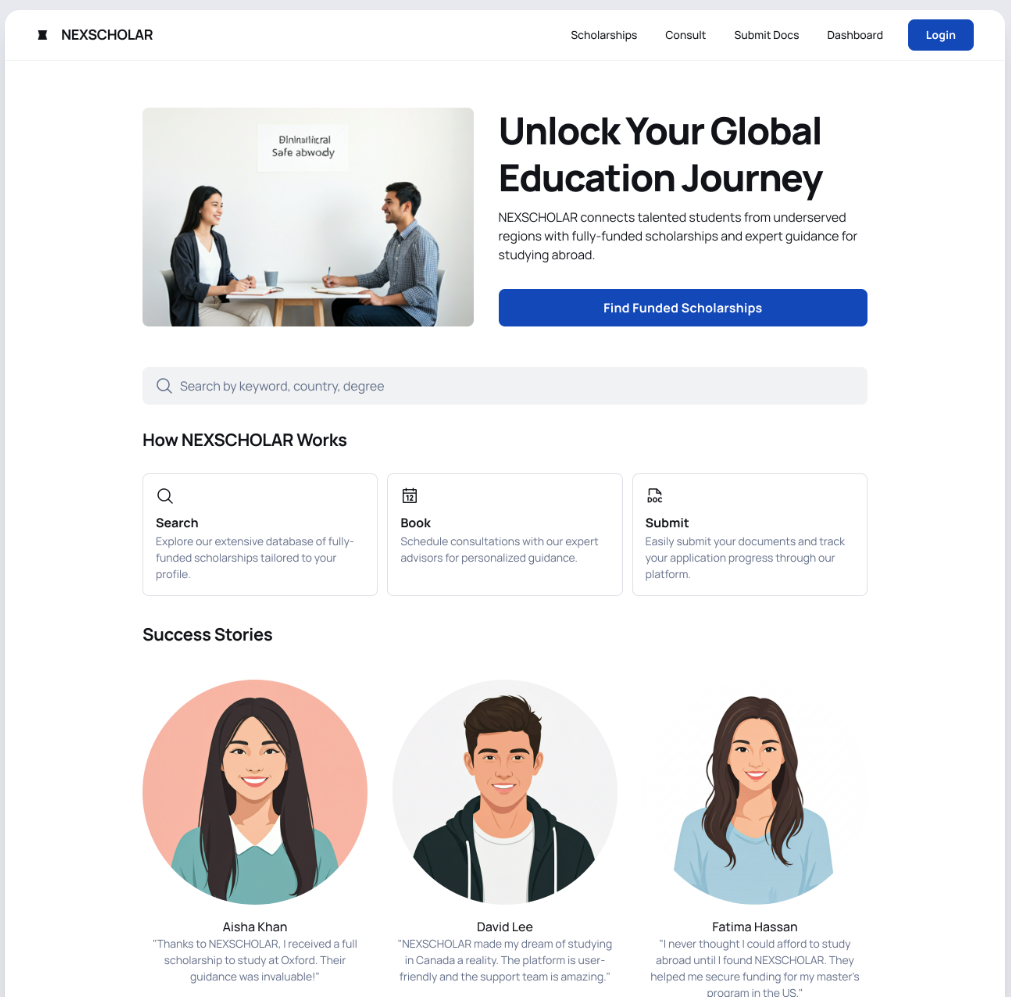 NEXSCHOLAR
Scholarships
Consult
Submit Docs
Dashboard
Login
Unlock Your Global
Education Journey
NEXSCHOLAR connects talented students from underserved
regions with fully-funded scholarships and expert guidance for
studying abroad.
Find Funded Scholarships
Safe
Search by keyword, country, degree
How NEXSCHOLAR Works
12
DOC
Search
Explore our extensive database of fully-
funded scholarships tailored to your
profile.
Book
Schedule consultations with our expert
advisors for personalized guidance.
Submit
Easily submit your documents and track
your application progress through our
platform.
Success Stories
Aisha Khan
"Thanks to NEXSCHOLAR, I received a full
scholarship to study at Oxford. Their
guidance was invaluable!"
David Lee
"NEXSCHOLAR made my dream of studying
in Canada a reality. The platform is user-
friendly and the support team is amazing."
Fatima Hassan
"I never thought I could afford to study
abroad until I found NEXSCHOLAR. They
helped me secure funding for my master's
program in the US."